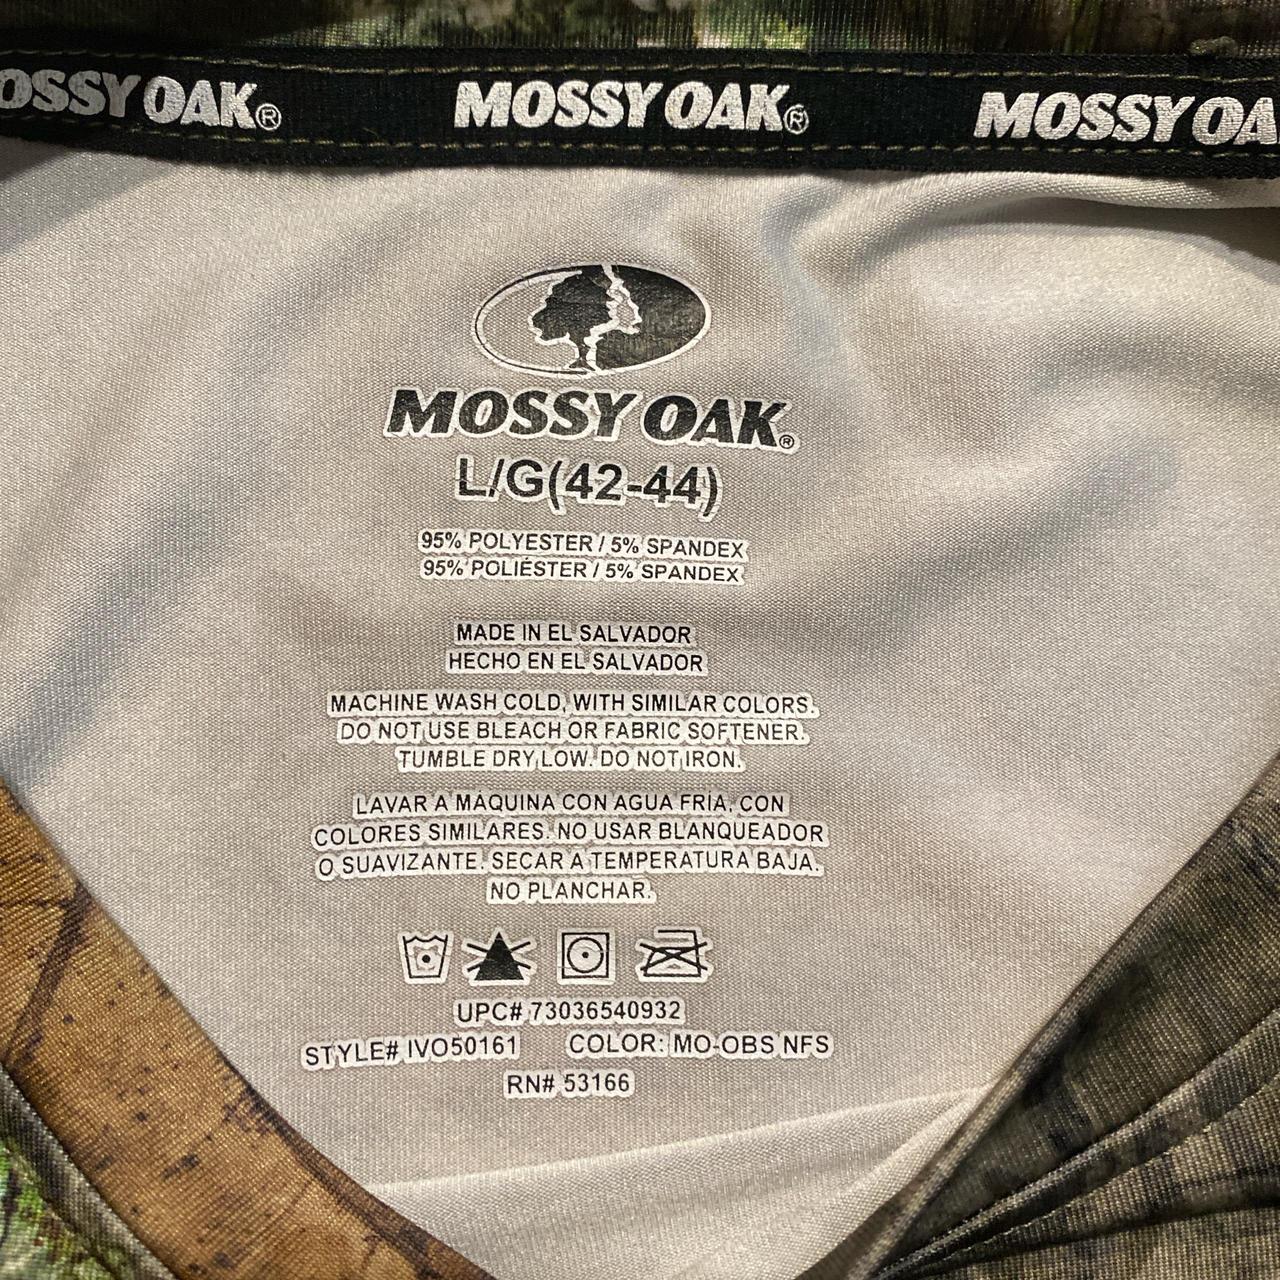 OSSY OAK® MOSSY OAK® MOSSY OA
MOSSY OAK®
L/G(42-44)
95% POLYESTER / 5% SPANDEX
95% POLIÉSTER / 5% SPANDEX
MADE IN EL SALVADOR
HECHO EN EL SALVADOR
MACHINE WASH COLD, WITH SIMILAR COLORS.
DO NOT USE BLEACH OR FABRIC SOFTENER.
TUMBLE DRY LOW. DO NOT IRON.
LAVAR A MÁQUINA CON AGUA FRÍA, CON
COLORES SIMILARES. NO USAR BLANQUEADOR
O SUAVIZANTE. SECAR A TEMPERATURA BAJA.
NO PLANCHAR.
UPC# 73036540932
STYLE# IVO50161 COLOR: MO-OBS NFS
RN# 53166